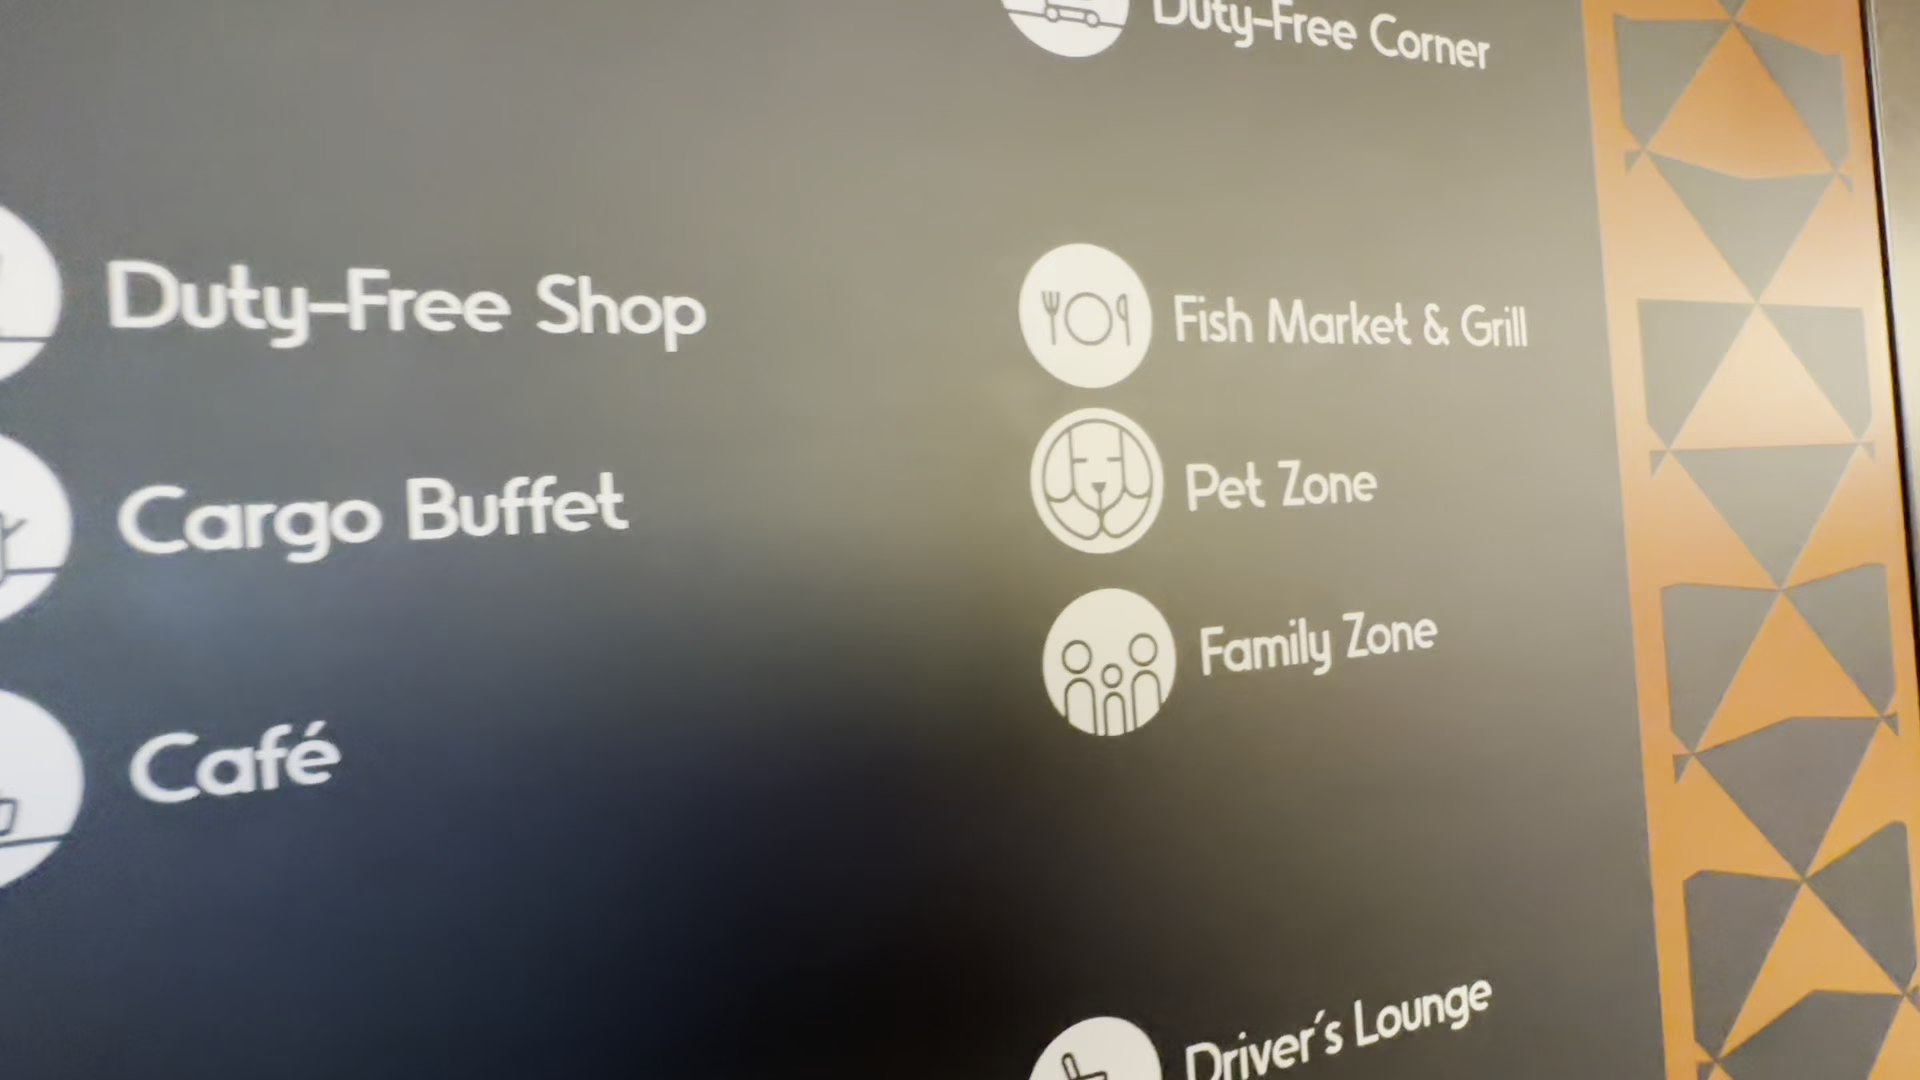 Duty-Free Shop
Cargo Buffet
Café
Duty-Free Corner
Fish Market & Grill
Pet Zone
Family Zone
Driver´s Lounge